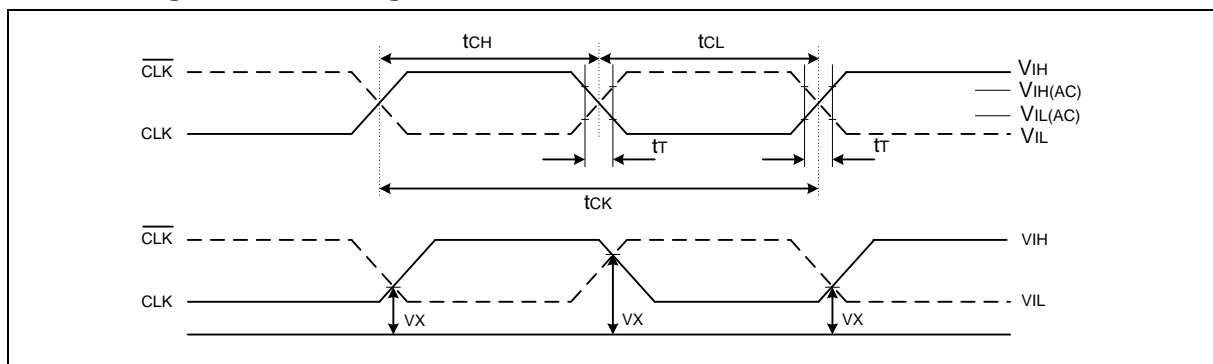 tCH tCL
CLK VIH
VIH(AC)
VIL(AC)
CLK VIL
tT tT
tCK
CLK VIH
CLK VIL
VX VX VX